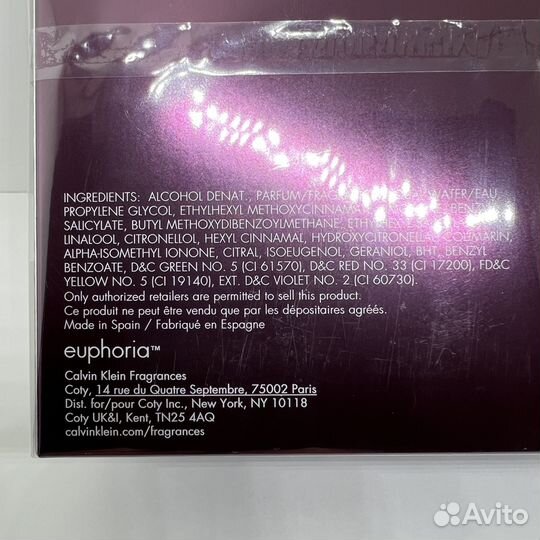 INGREDIENTS: ALCOHOL DENAT., PARFUM/FRAGRANCE, WATER/EAU,
PROPYLENE GLYCOL, ETHYLHEXYL METHOXYCINNAMATE, BENZYL
SALICYLATE, BUTYL METHOXYDIBENZOYLMETHANE,
LINALOOL, CITRONELLOL, HEXYL CINNAMAL, HYDROXYCITRONELLAL, COUMARIN,
ALPHA-ISOMETHYL IONONE, CITRAL, ISOEUGENOL, GERANIOL, BHT, BENZYL
BENZOATE, D&C GREEN NO. 5 (CI 61570), D&C RED NO. 33 (CI 17200), FD&C
YELLOW NO. 5 (CI 19140), EXT. D&C VIOLET NO. 2 (CI 60730).
Only authorized retailers are permitted to sell this product.
Ce produit ne peut être vendu que par les dépositaires agréés.
Made in Spain / Fabriqué en Espagne
euphoria™
Calvin Klein Fragrances
Coty, 14 rue du Quatre Septembre, 75002 Paris
Dist. for/pour Coty Inc., New York, NY 10118
Coty UK&I, Kent, TN25 4AQ
calvinklein.com/fragrances
Avito